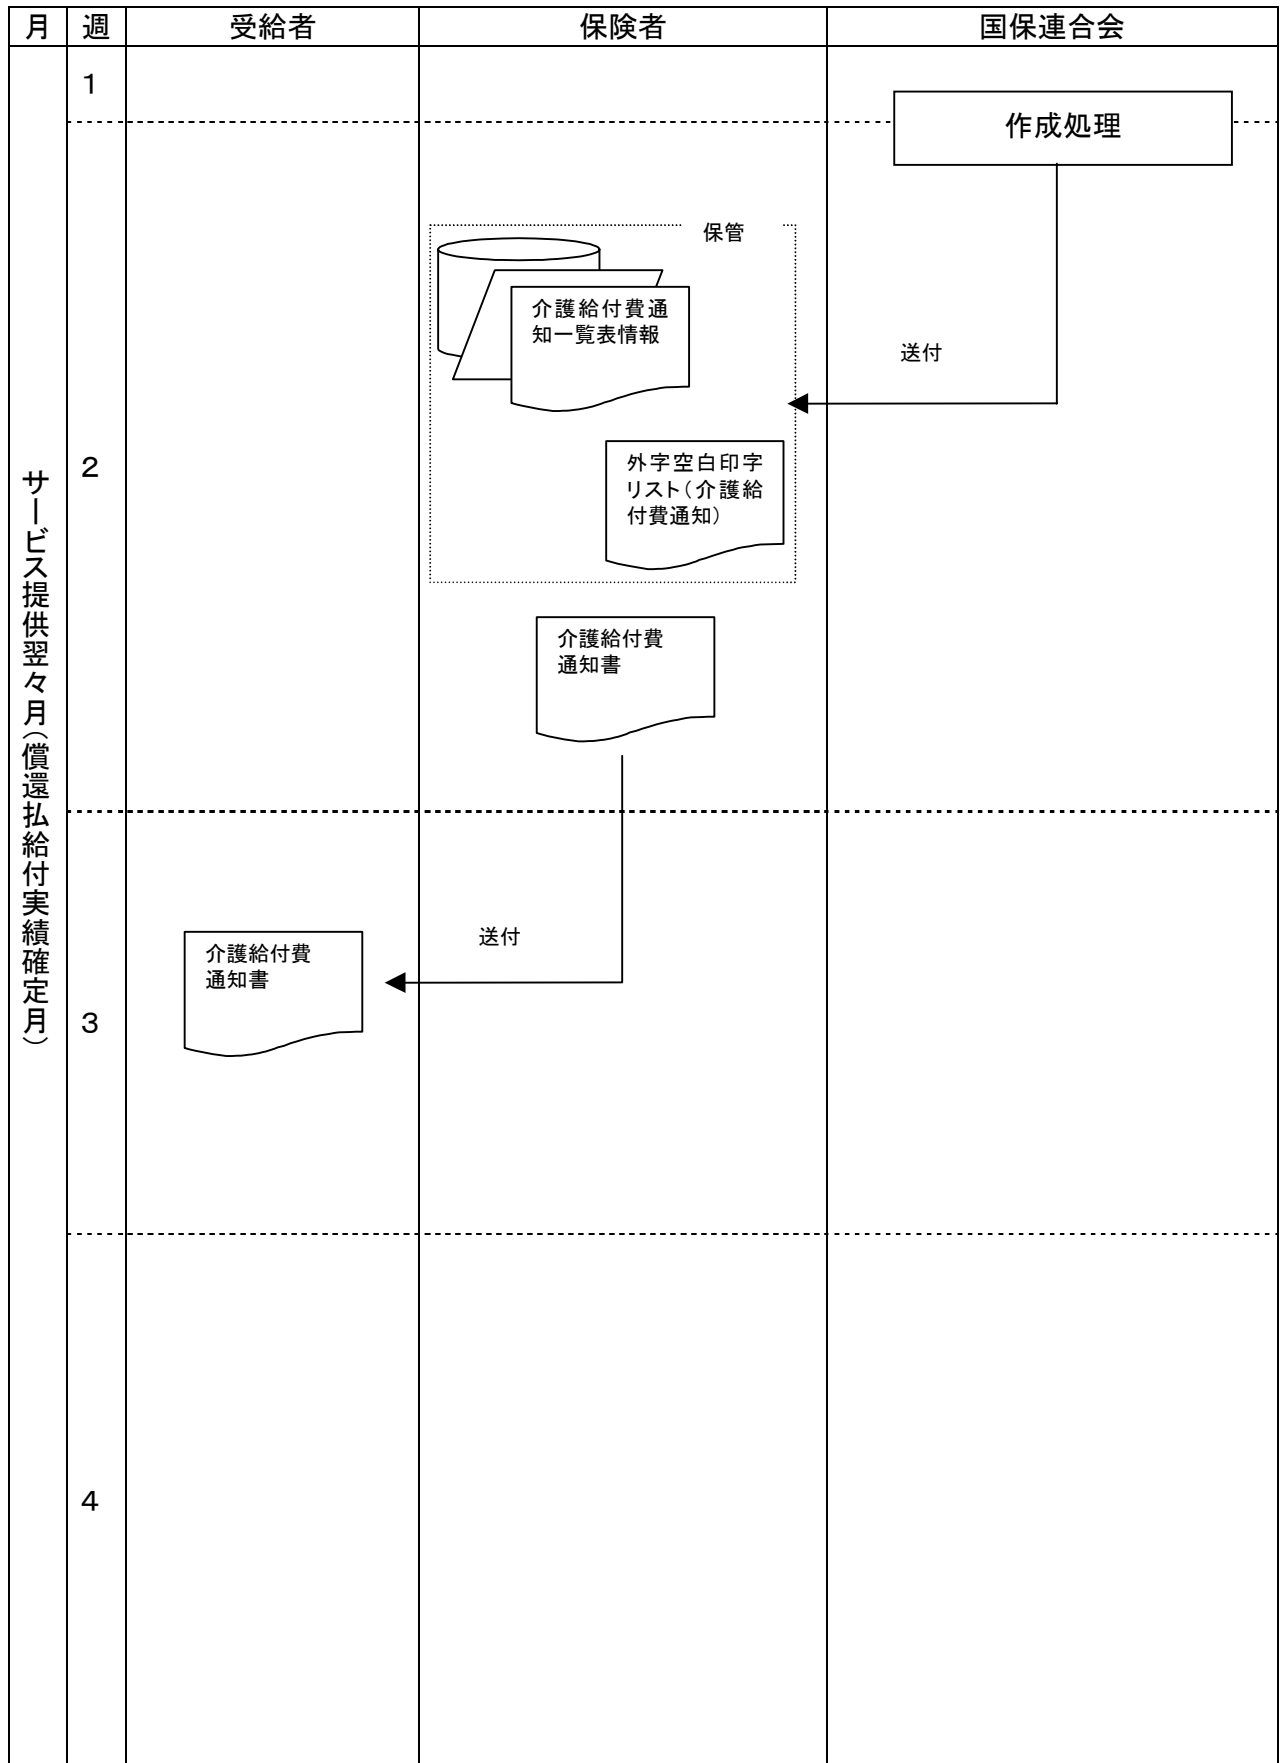 月 週 受給者 保険者 国保連合会
サービス提供翌々月（償還払給付実績確定月）
１
作成処理
２
保管
介護給付費通
知一覧表情報
送付
外字空白印字
リスト（介護給
付費通知）
介護給付費
通知書
３
送付
介護給付費
通知書
４